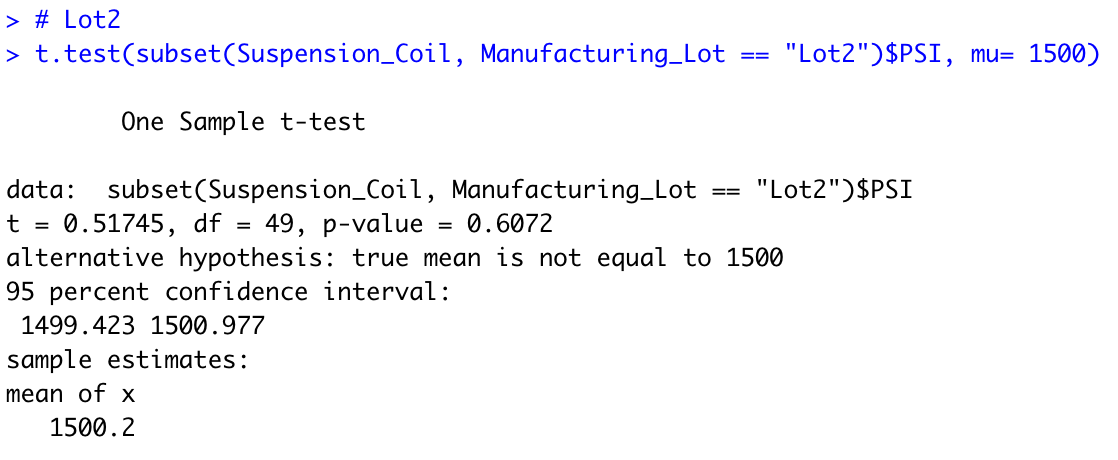 > # Lot2
> t.test(subset(Suspension_Coil, Manufacturing_Lot == "Lot2")$PSI, mu= 1500)
One Sample t-test
data:  subset(Suspension_Coil, Manufacturing_Lot == "Lot2")$PSI
t = 0.51745, df = 49, p-value = 0.6072
alternative hypothesis: true mean is not equal to 1500
95 percent confidence interval:
1499.423 1500.977
sample estimates:
mean of x
1500.2